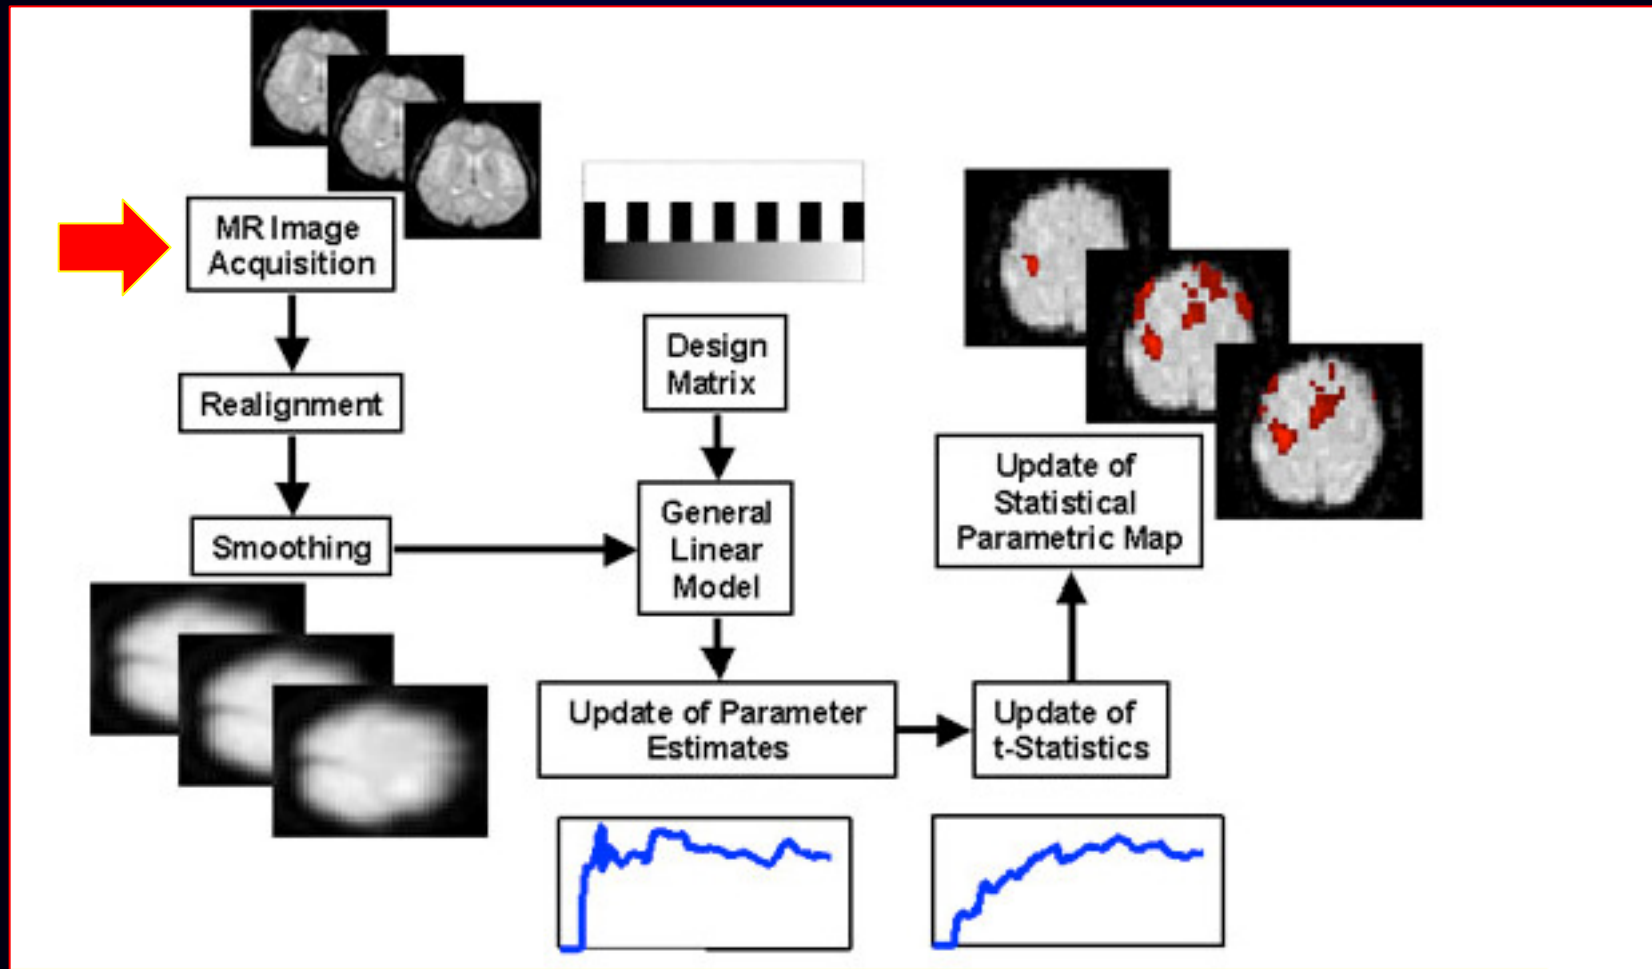 MR Image
Acquisition
Realignment
Smoothing
Design
Matrix
General
Linear
Model
Update of Parameter
Estimates
Update of
t-Statistics
Update of
Statistical
Parametric Map